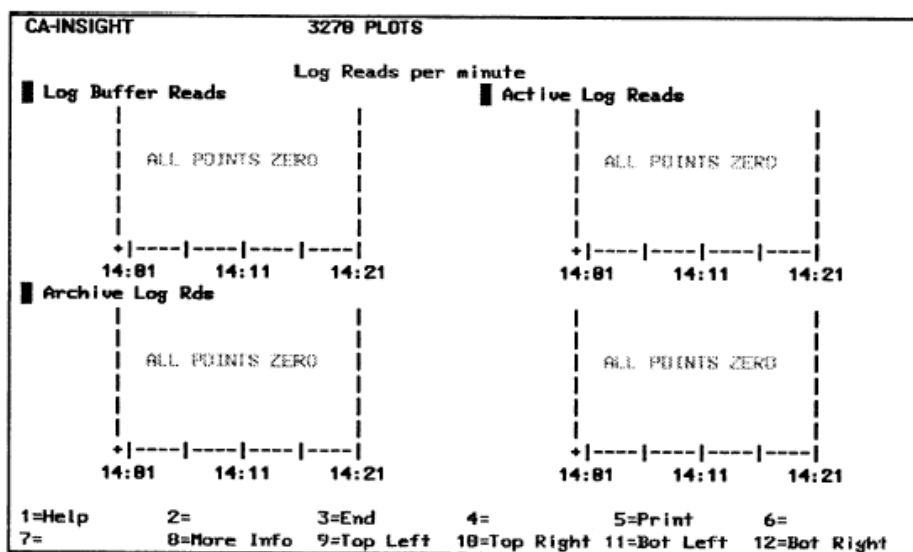 CA-INSIGHT 3270 PLOTS
Log Reads per minute
Log Buffer Reads Active Log Reads
ALL POINTS ZERO ALL POINTS ZERO
+|----|----|----|----| +|----|----|----|----|
14:01 14:11 14:21 14:01 14:11 14:21
Archive Log Rds
ALL POINTS ZERO ALL POINTS ZERO
+|----|----|----|----| +|----|----|----|----|
14:01 14:11 14:21 14:01 14:11 14:21
1=Help 2= 3=End 4= 5=Print 6=
7= 8=More Info 9=Top Left 10=Top Right 11=Bot Left 12=Bot Right